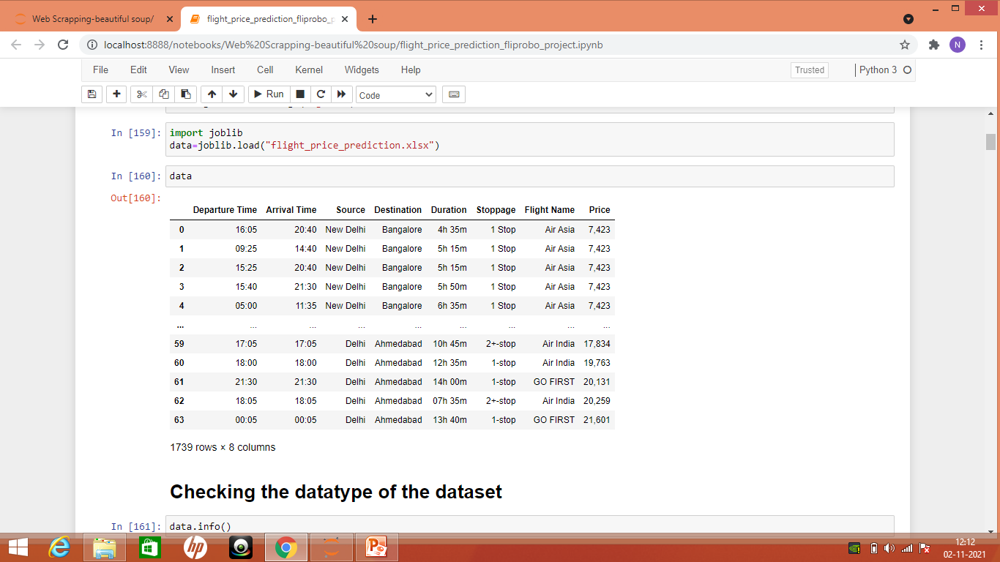 Web Scrapping-beautiful soup/
flight_price_prediction_fliprobo_p
localhost:8888/notebooks/Web%20Scrapping-beautiful%20soup/flight_price_prediction_fliprobo_project.ipynb
N
File Edit View Insert Cell Kernel Widgets Help Trusted Python 3
Run Code
In [159]: import joblib
data=joblib.load("flight_price_prediction.xlsx")
In [160]: data
Out[160]:
Departure Time Arrival Time Source Destination Duration Stoppage Flight Name Price
0 16:05 20:40 New Delhi Bangalore 4h 35m 1 Stop Air Asia 7,423
1 09:25 14:40 New Delhi Bangalore 5h 15m 1 Stop Air Asia 7,423
2 15:25 20:40 New Delhi Bangalore 5h 15m 1 Stop Air Asia 7,423
3 15:40 21:30 New Delhi Bangalore 5h 50m 1 Stop Air Asia 7,423
4 05:00 11:35 New Delhi Bangalore 6h 35m 1 Stop Air Asia 7,423
... ... ... ... ... ... ... ... ...
59 17:05 17:05 Delhi Ahmedabad 10h 45m 2+-stop Air India 17,834
60 18:00 18:00 Delhi Ahmedabad 12h 35m 1-stop Air India 19,763
61 21:30 21:30 Delhi Ahmedabad 14h 00m 1-stop GO FIRST 20,131
62 18:05 18:05 Delhi Ahmedabad 07h 35m 2+-stop Air India 20,259
63 00:05 00:05 Delhi Ahmedabad 13h 40m 1-stop GO FIRST 21,601
1739 rows × 8 columns
Checking the datatype of the dataset
In [161]: data.info()
hp
12:12
02-11-2021